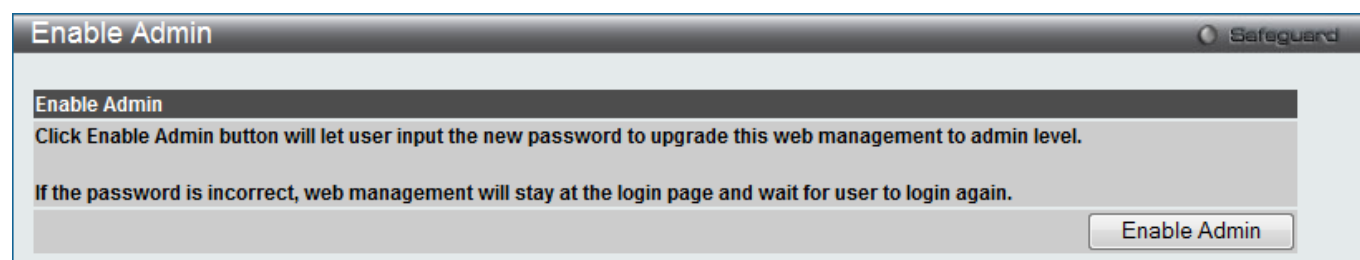 Enable Admin
Safeguard
Enable Admin
Click Enable Admin button will let user input the new password to upgrade this web management to admin level.
If the password is incorrect, web management will stay at the login page and wait for user to login again.
Enable Admin